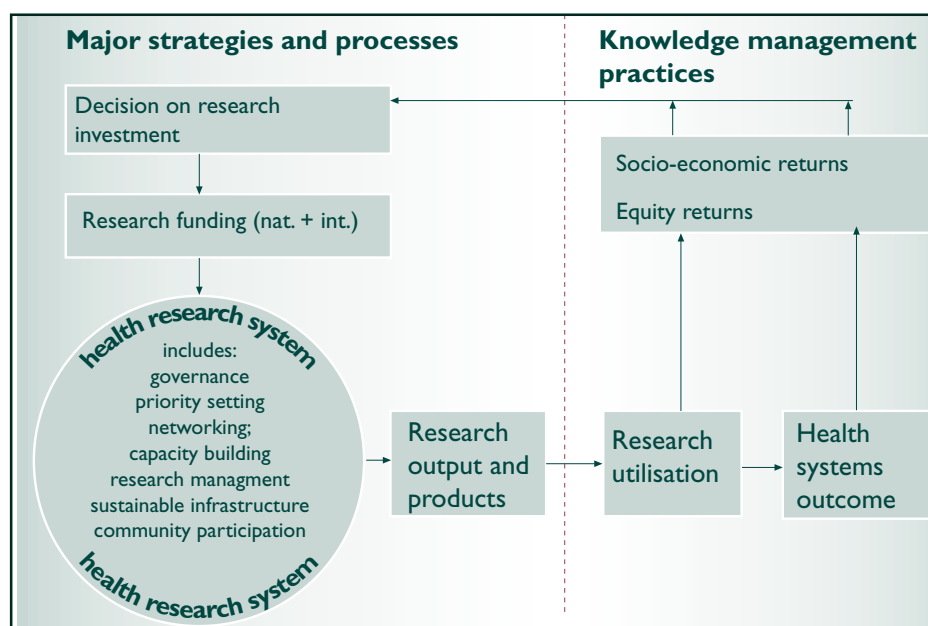 Major strategies and processes
Decision on research
investment
Research funding (nat. + int.)
health research system
includes:
governance
priority setting
networking;
capacity building
research managment
sustainable infrastructure
community participation
health research system
Research
output and
products
Knowledge management
practices
Socio-economic returns
Equity returns
Research
utilisation
Health
systems
outcome